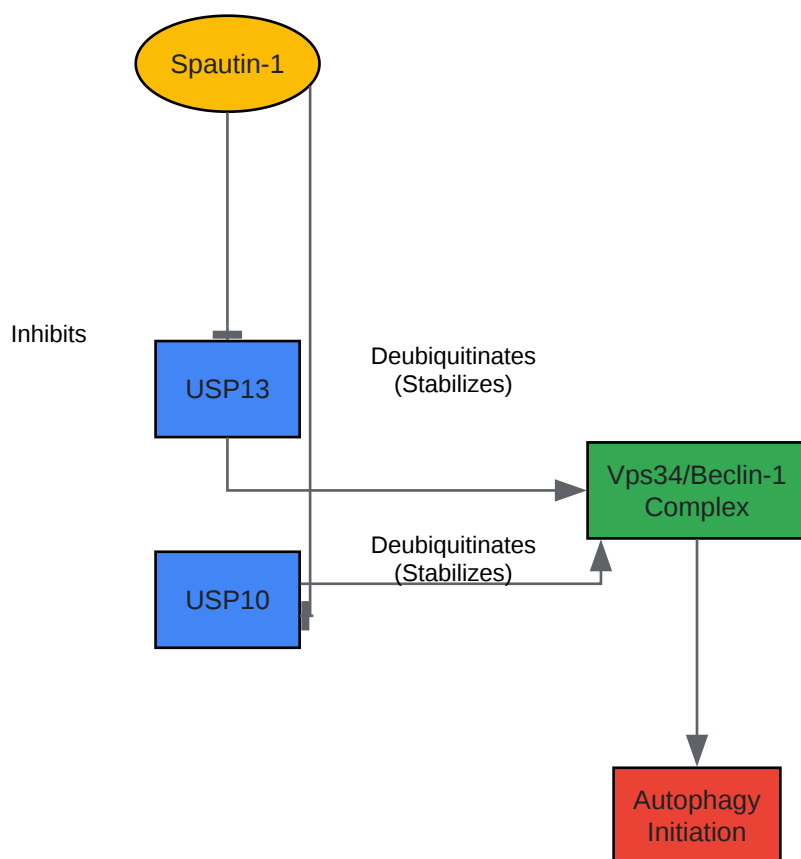 Spautin-1
Inhibits
Deubiquitinates
(Stabilizes)
USP13
Vps34/Beclin-1
Complex
Deubiquitinates
(Stabilizes)
USP10
Autophagy
Initiation